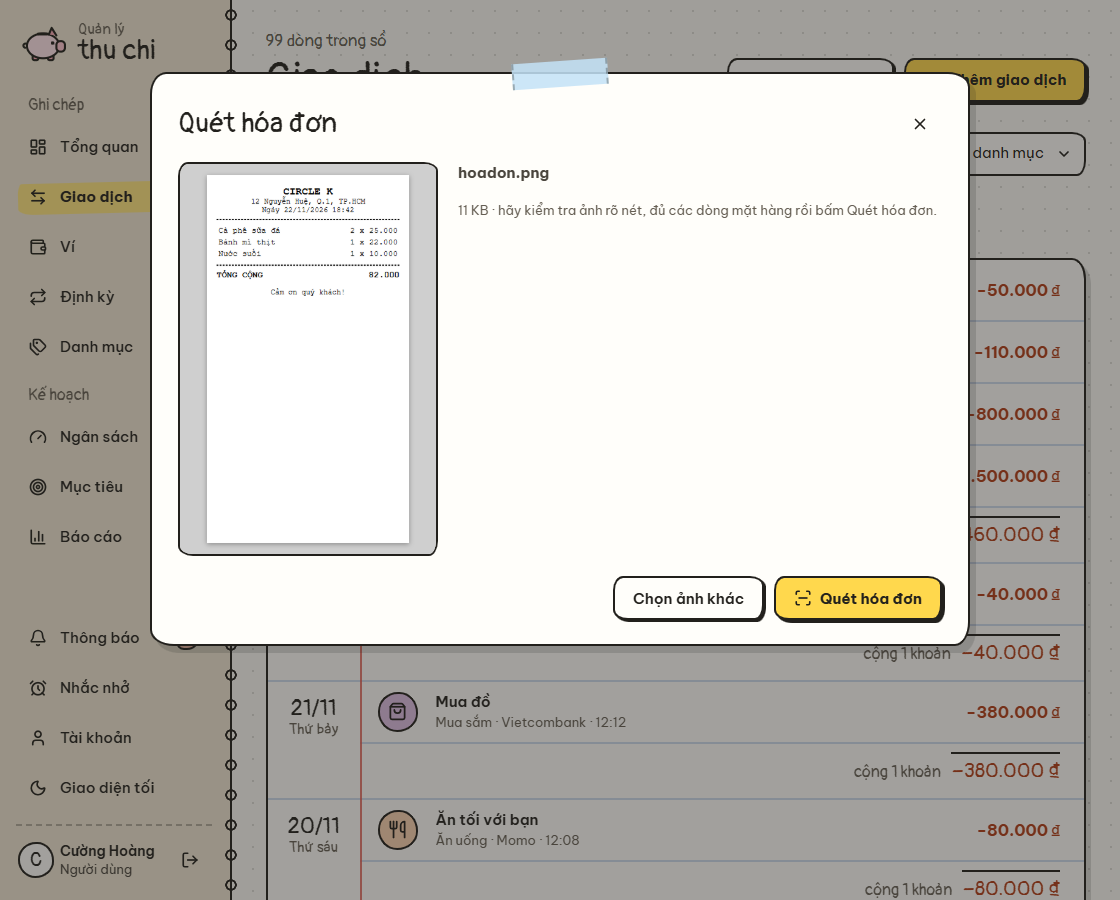 Quản lý
thu chi
Ghi chép
Tổng quan
Giao dịch
Ví
Định kỳ
Danh mục
Kế hoạch
Ngân sách
Mục tiêu
Báo cáo
Thông báo
Nhắc nhở
Tài khoản
Giao diện tối
C
Cường Hoàng
Người dùng
99 dòng trong sổ
Giao dịch
hêm giao dịch
danh mục
Quét hóa đơn
CIRCLE K
12 Nguyễn Huệ, Q.1, TP.HCM
Ngày 22/11/2026 18:42
Cà phê sữa đá 2 x 25.000
Bánh mì thịt 1 x 22.000
Nước suối 1 x 10.000
TỔNG CỘNG 82.000
Cảm ơn quý khách!
hoadon.png
11 KB · hãy kiểm tra ảnh rõ nét, đủ các dòng mặt hàng rồi bấm Quét hóa đơn.
Chọn ảnh khác
Quét hóa đơn
-50.000 ₫
-110.000 ₫
-800.000 ₫
.500.000 ₫
460.000 ₫
-40.000 ₫
cộng 1 khoản −40.000 ₫
21/11
Thứ bảy
Mua đồ
Mua sắm · Vietcombank · 12:12
-380.000 ₫
cộng 1 khoản −380.000 ₫
20/11
Thứ sáu
Ăn tối với bạn
Ăn uống · Momo · 12:08
-80.000 ₫
cộng 1 khoản −80.000 ₫